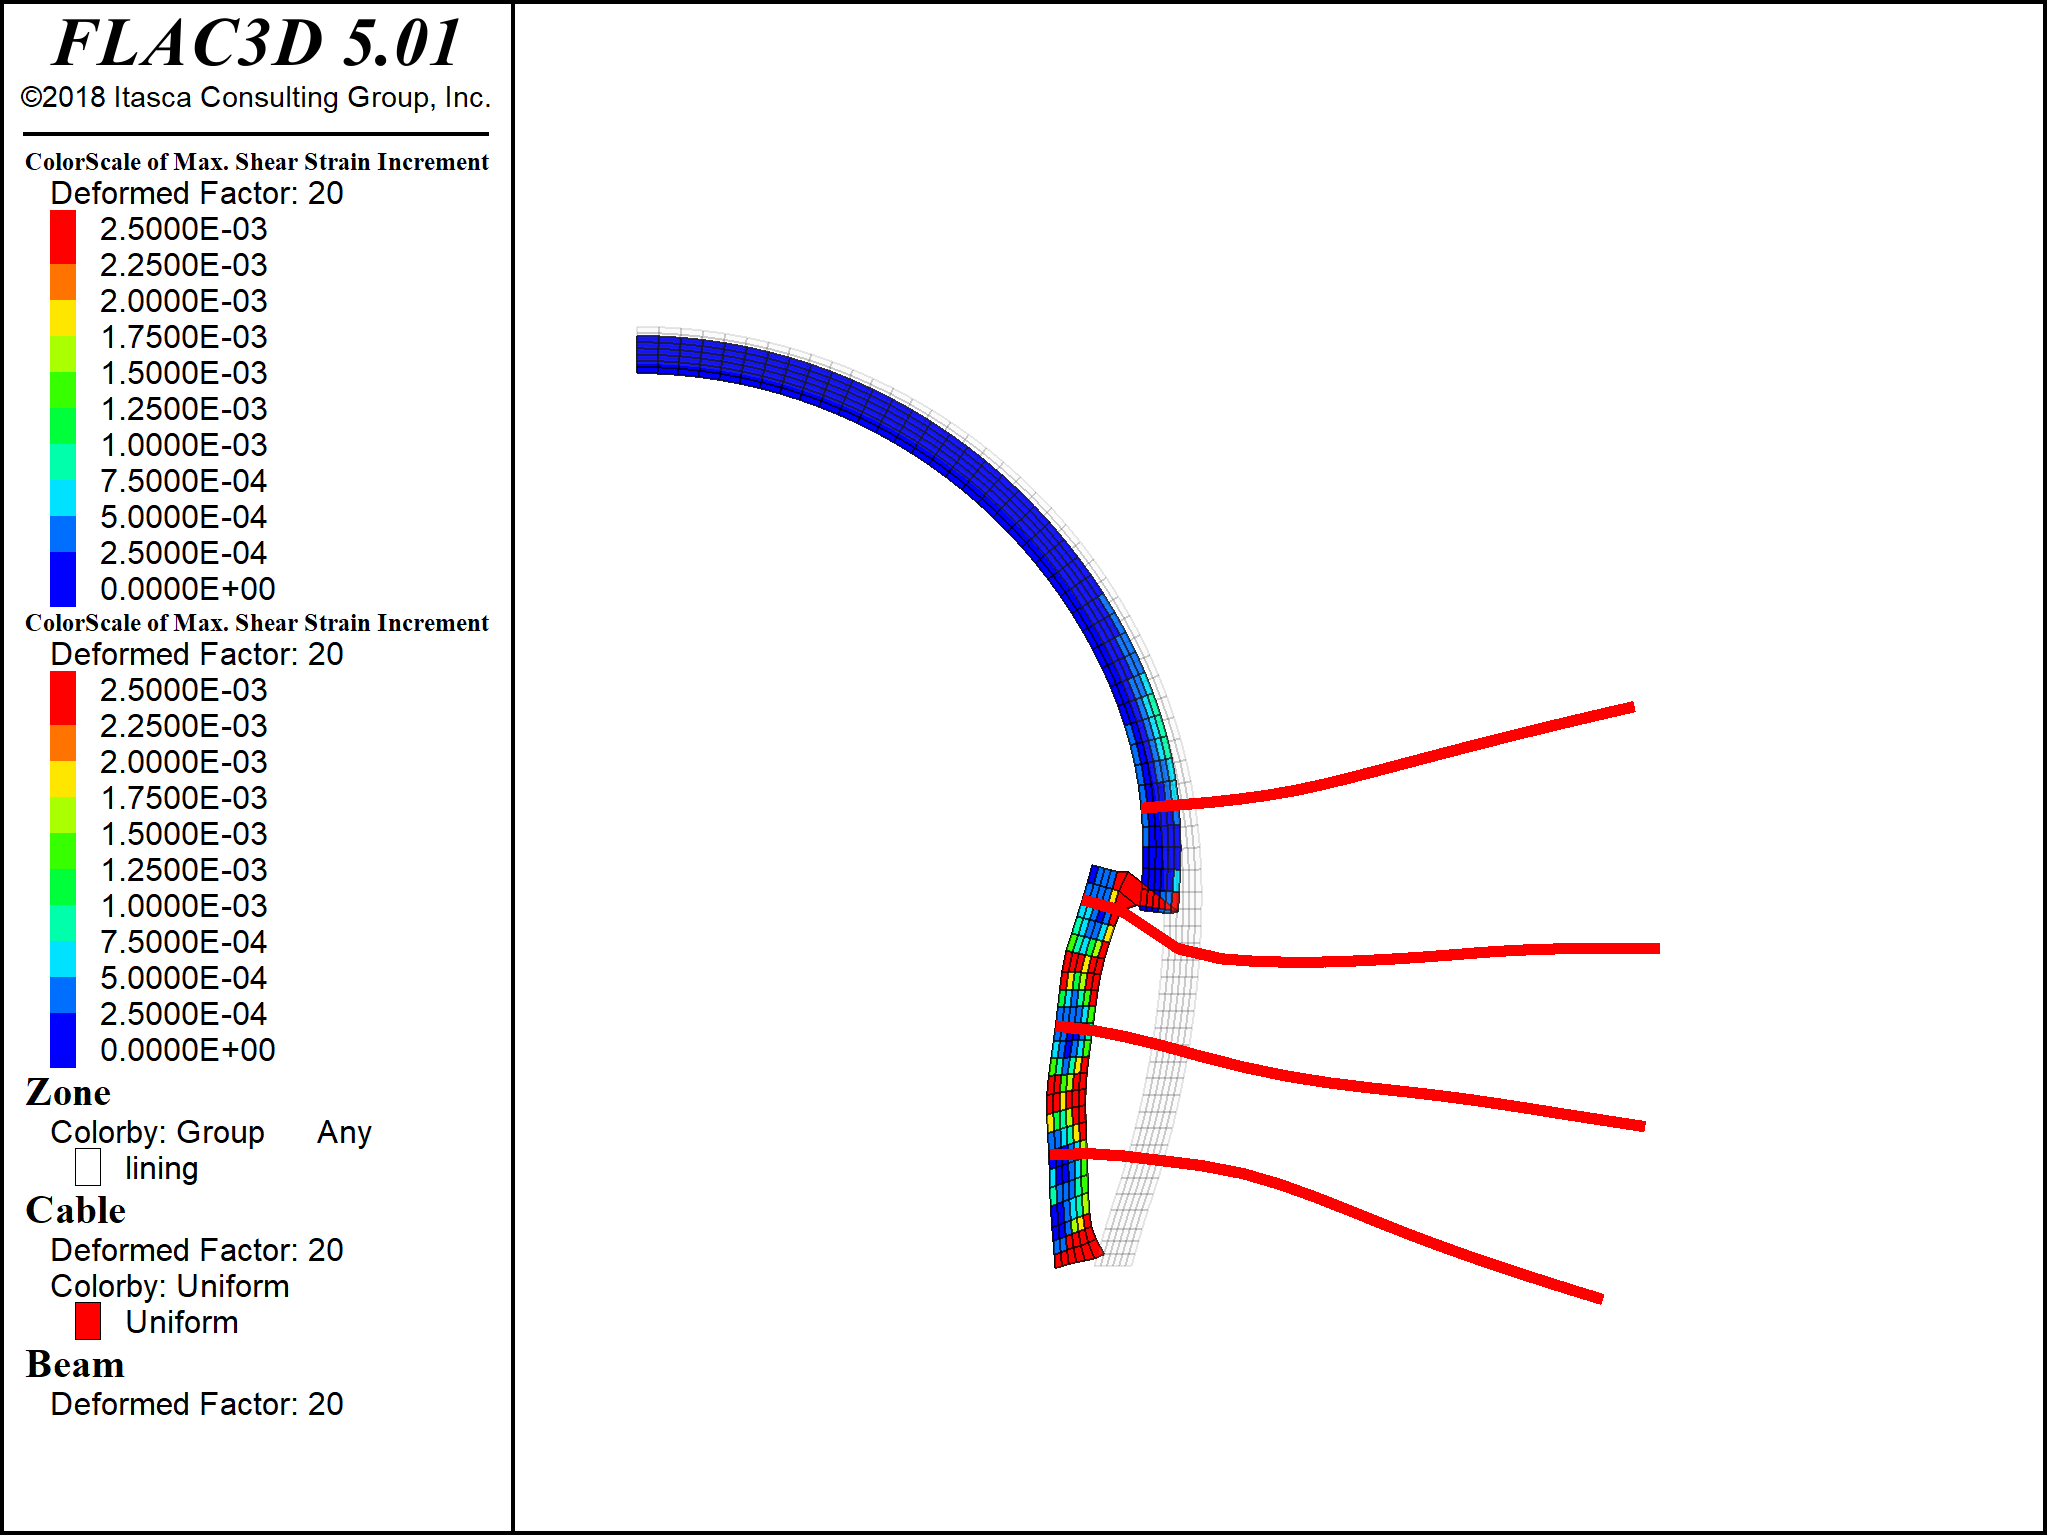 FLAC3D 5.01
©2018 Itasca Consulting Group, Inc.
ColorScale of Max. Shear Strain Increment
Deformed Factor: 20
2.5000E-03
2.2500E-03
2.0000E-03
1.7500E-03
1.5000E-03
1.2500E-03
1.0000E-03
7.5000E-04
5.0000E-04
2.5000E-04
0.0000E+00
ColorScale of Max. Shear Strain Increment
Deformed Factor: 20
2.5000E-03
2.2500E-03
2.0000E-03
1.7500E-03
1.5000E-03
1.2500E-03
1.0000E-03
7.5000E-04
5.0000E-04
2.5000E-04
0.0000E+00
Zone
Colorby: Group Any
lining
Cable
Deformed Factor: 20
Colorby: Uniform
Uniform
Beam
Deformed Factor: 20